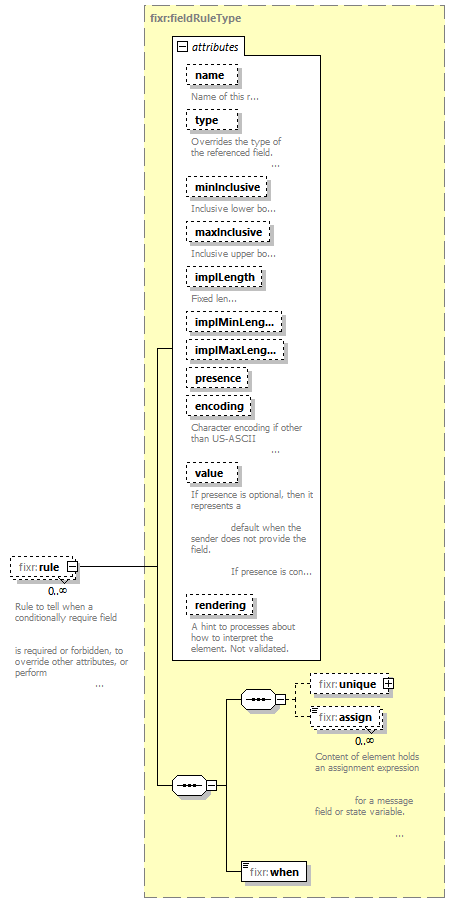 fixr:fieldRuleType
attributes
name
Name of this r...
type
Overrides the type of
the referenced field.
...
minInclusive
Inclusive lower bo...
maxInclusive
Inclusive upper bo...
implLength
Fixed len...
implMinLeng...
implMaxLeng...
presence
encoding
Character encoding if other
than US-ASCII
...
value
If presence is optional, then it
represents a
default when the
sender does not provide the
field.
If presence is con...
rendering
A hint to processes about
how to interpret the
element. Not validated.
fixr:rule
0..∞
Rule to tell when a
conditionally require field
is required or forbidden, to
override other attributes, or
perform
...
fixr:unique
fixr:assign
0..∞
Content of element holds
an assignment expression
for a message
field or state variable.
...
fixr:when